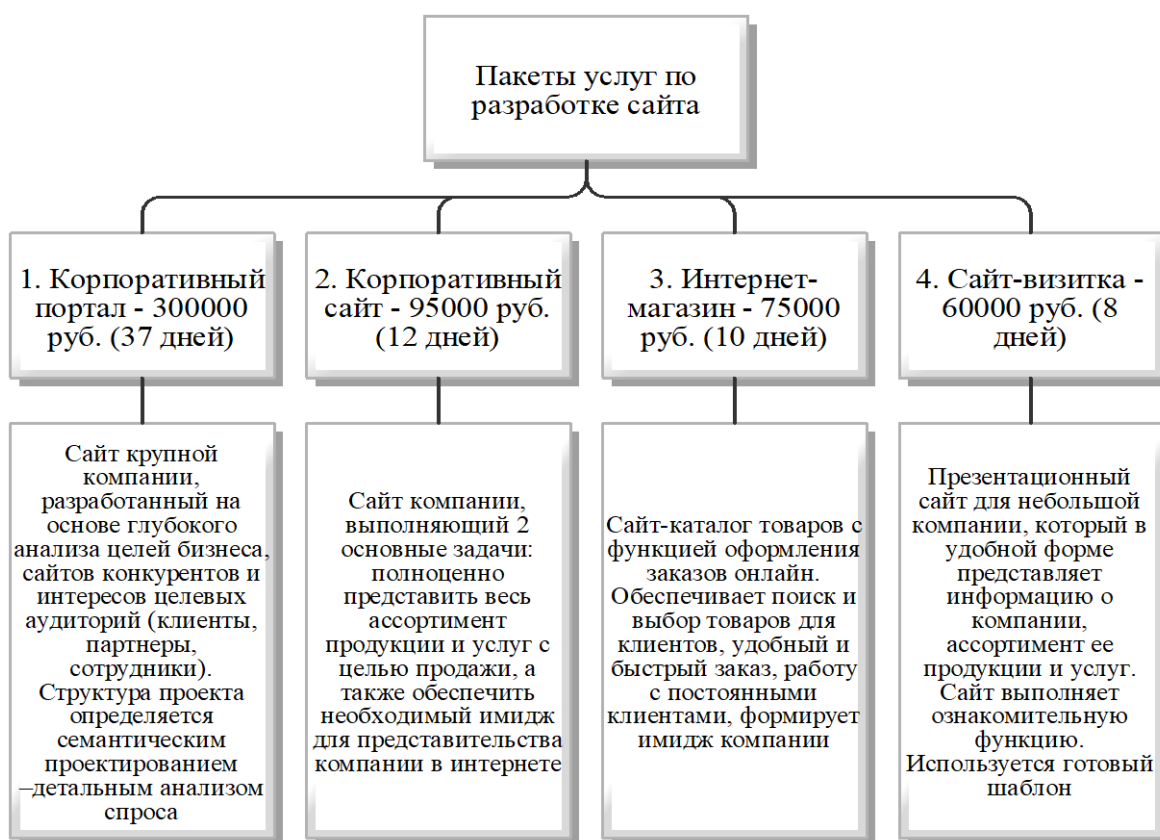 Пакеты услуг по
разработке сайта
1. Корпоративный
портал - 300000
руб. (37 дней)
2. Корпоративный
сайт - 95000 руб.
(12 дней)
3. Интернет-
магазин - 75000
руб. (10 дней)
4. Сайт-визитка -
60000 руб. (8
дней)
Сайт крупной
компании,
разработанный на
основе глубокого
анализа целей бизнеса,
сайтов конкурентов и
интересов целевых
аудиторий (клиенты,
партнеры,
сотрудники).
Структура проекта
определяется
семантическим
проектированием
–детальным анализом
спроса
Сайт компании,
выполняющий 2
основные задачи:
полноценно
представить весь
ассортимент
продукции и услуг с
целью продажи, а
также обеспечить
необходимый имидж
для представительства
компании в интернете
Сайт-каталог товаров с
функцией оформления
заказов онлайн.
Обеспечивает поиск и
выбор товаров для
клиентов, удобный и
быстрый заказ, работу
с постоянными
клиентами, формирует
имидж компании
Презентационный
сайт для небольшой
компании, который в
удобной форме
представляет
информацию о
компании,
ассортимент ее
продукции и услуг.
Сайт выполняет
ознакомительную
функцию.
Используется готовый
шаблон